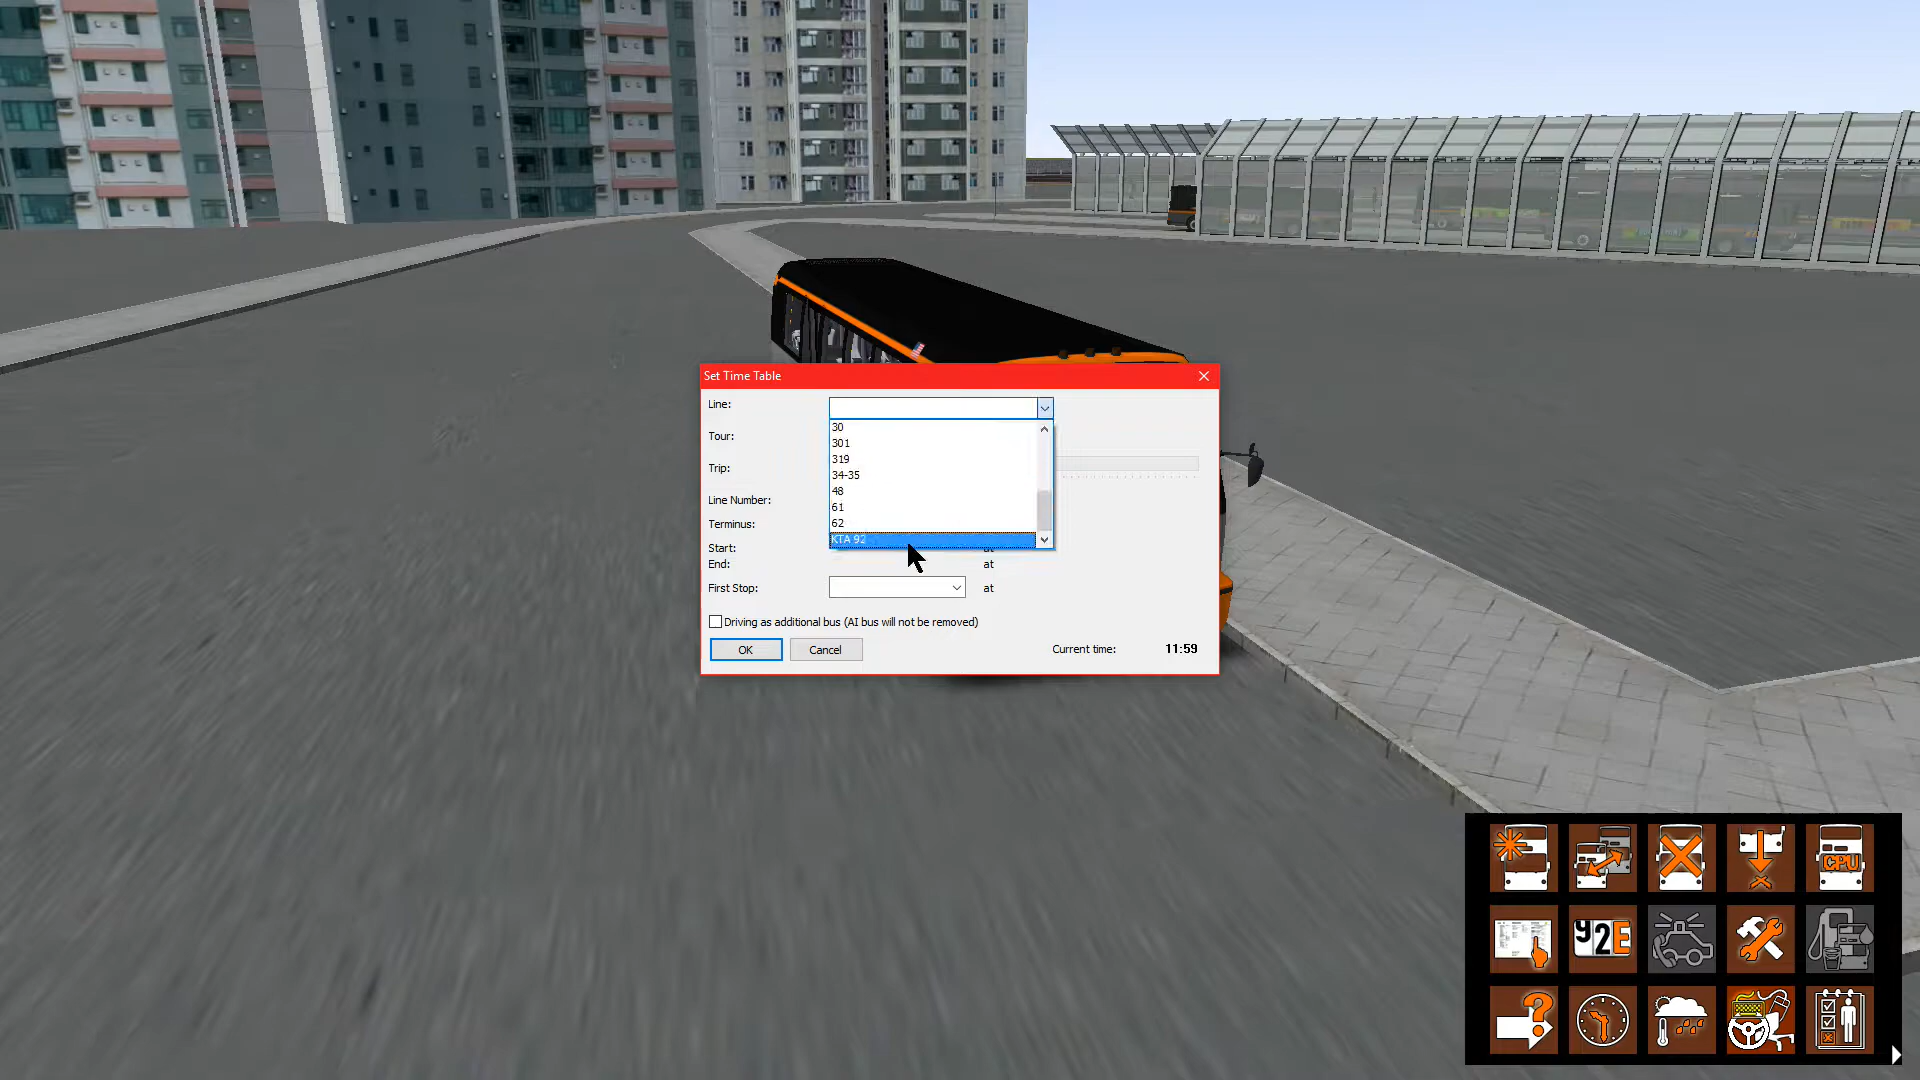 Set Time Table
Line:
30
301
319
34-35
48
61
62
KTA 92
Tour:
Trip:
Line Number:
Terminus:
Start:
at
End:
at
First Stop:
at
Driving as additional bus (AI bus will not be removed)
OK
Cancel
Current time:
11:59
CPU
92E
?